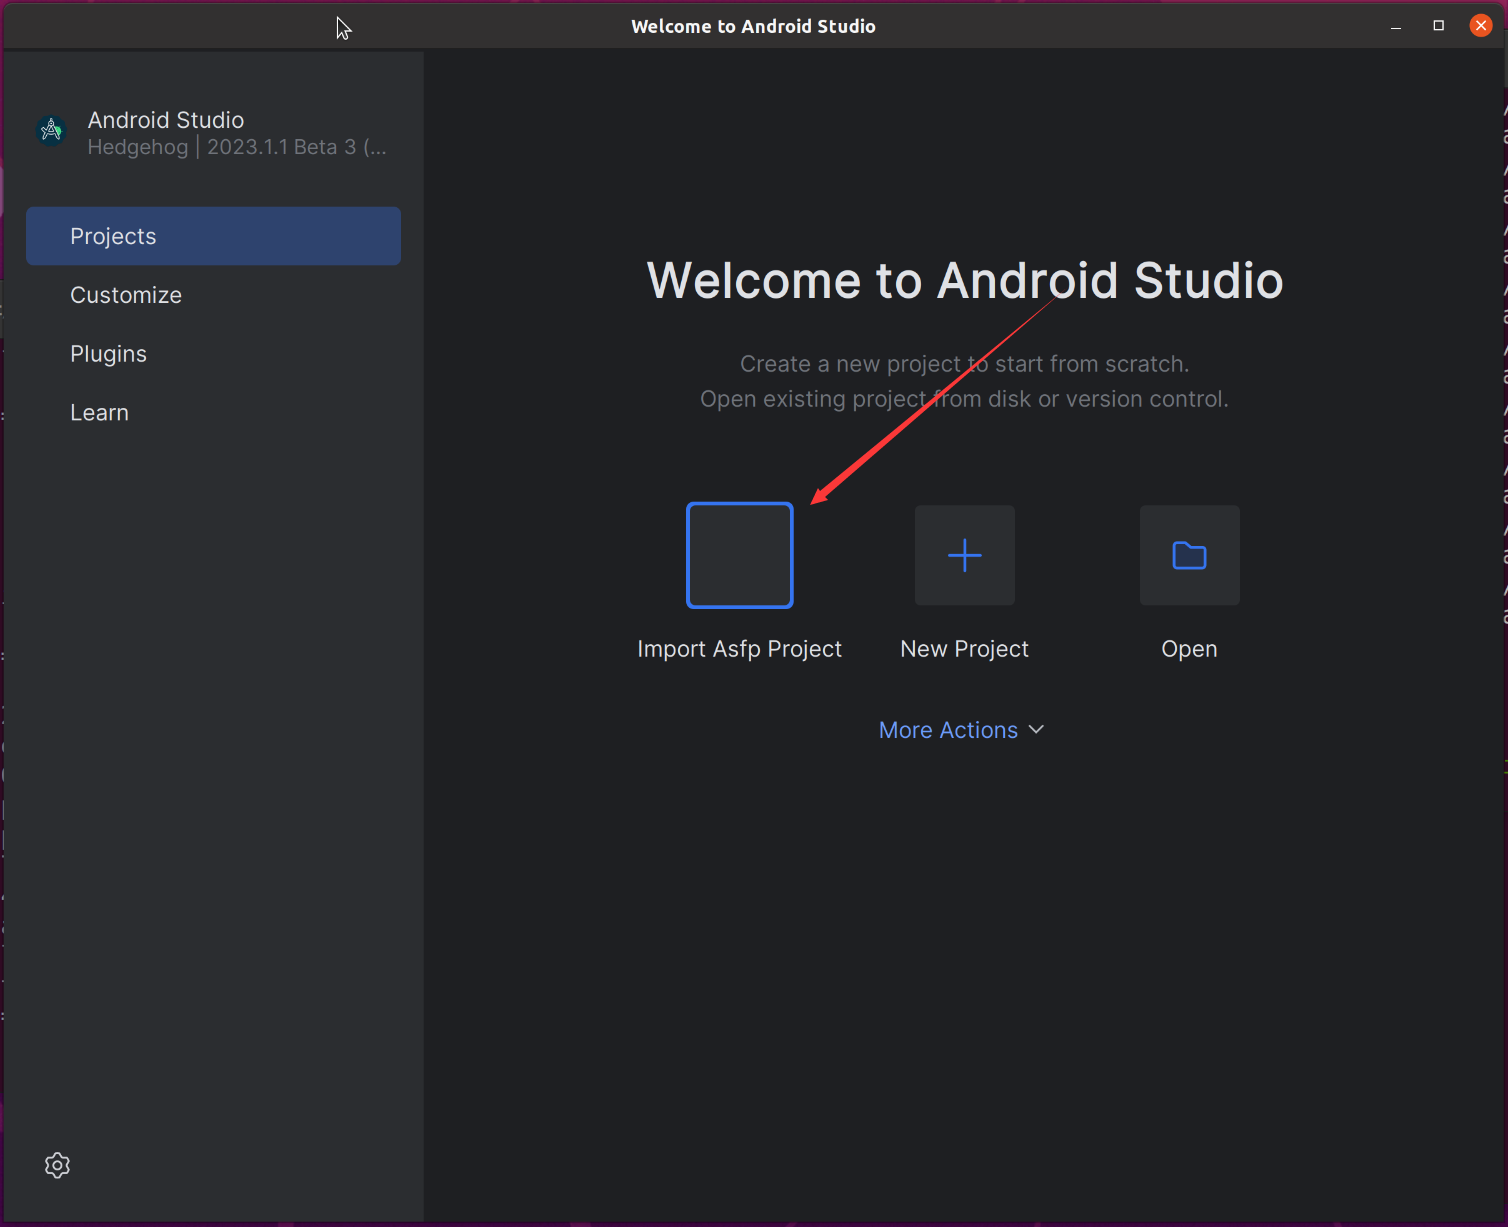 Welcome to Android Studio
Android Studio
Hedgehog | 2023.1.1 Beta 3 (...
Projects
Customize
Plugins
Learn
Welcome to Android Studio
Create a new project to start from scratch.
Open existing project from disk or version control.
Import Asfp Project
New Project
Open
More Actions